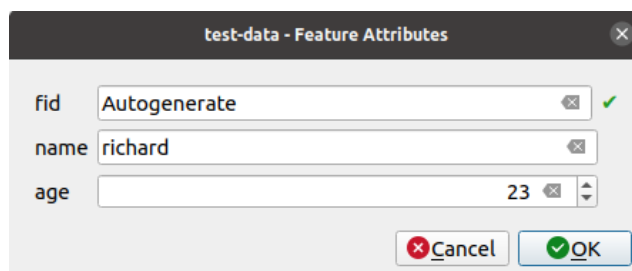 test-data - Feature Attributes
fid Autogenerate
name richard
age 23
Cancel OK